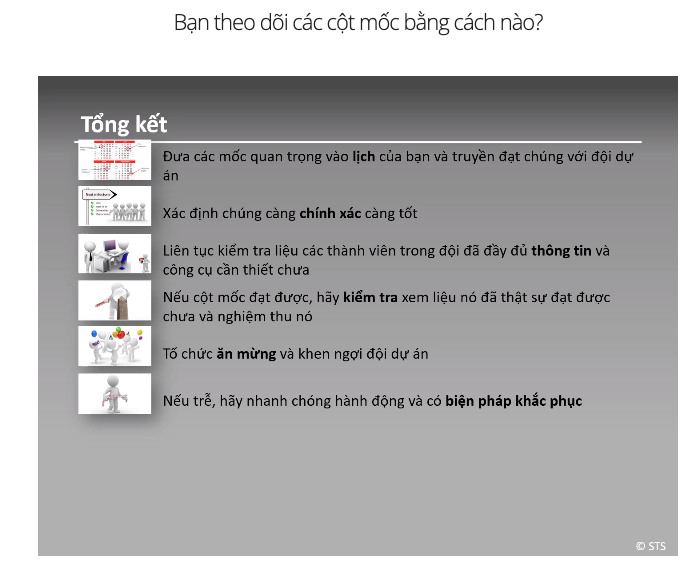 Bạn theo dõi các cột mốc bằng cách nào?
Tổng kết
Đưa các mốc quan trọng vào lịch của bạn và truyền đạt chúng với đội dự
án
Xác định chúng càng chính xác càng tốt
Liên tục kiểm tra liệu các thành viên trong đội đã đầy đủ thông tin và
công cụ cần thiết chưa
Nếu cột mốc đạt được, hãy kiểm tra xem liệu nó đã thật sự đạt được
chưa và nghiệm thu nó
Tổ chức ăn mừng và khen ngợi đội dự án
Nếu trễ, hãy nhanh chóng hành động và có biện pháp khắc phục
© STS